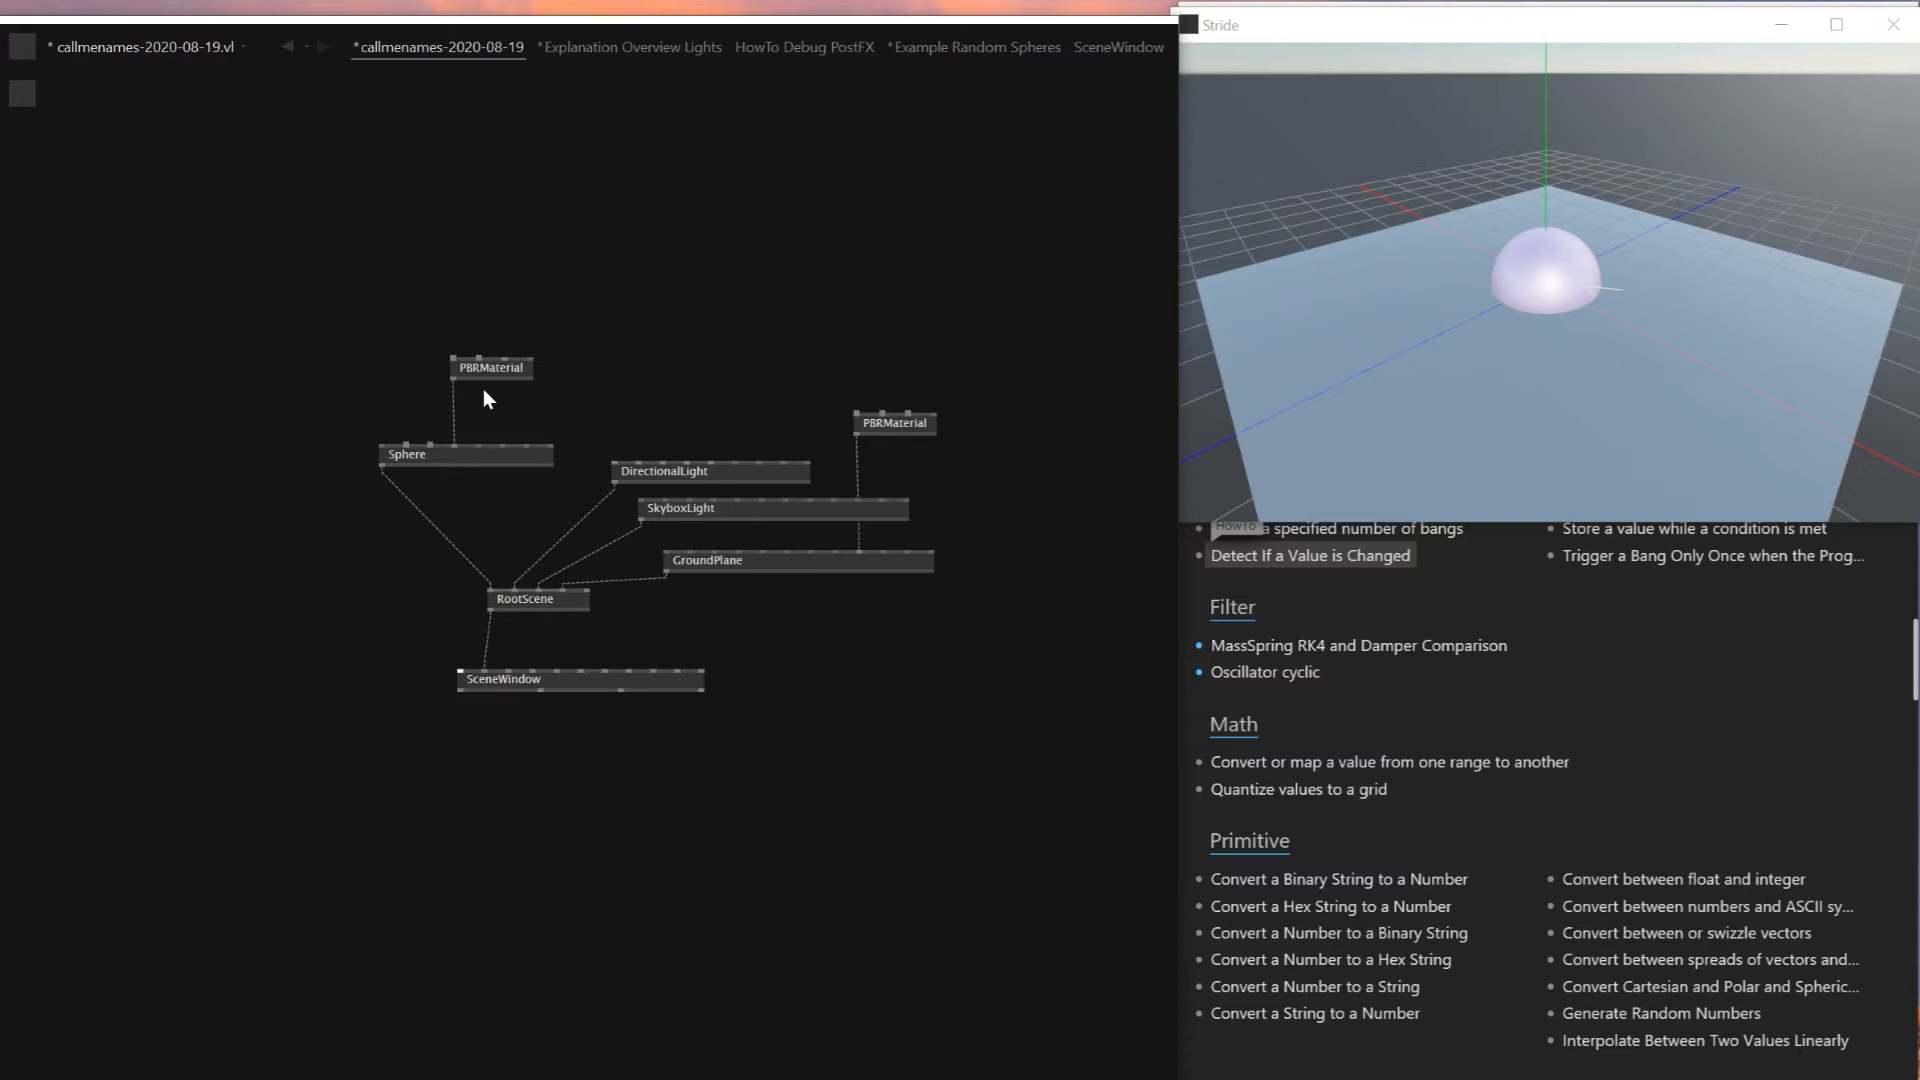 * callmenames-2020-08-19.vl
*callmenames-2020-08-19
*Explanation Overview Lights
HowTo Debug PostFX
*Example Random Spheres
SceneWindow
Stride
PBRMaterial
PBRMaterial
Sphere
DirectionalLight
SkyboxLight
GroundPlane
RootScene
SceneWindow
HowTo
a specified number of bangs
Store a value while a condition is met
Detect If a Value is Changed
Trigger a Bang Only Once when the Prog...
Filter
MassSpring RK4 and Damper Comparison
Oscillator cyclic
Math
Convert or map a value from one range to another
Quantize values to a grid
Primitive
Convert a Binary String to a Number
Convert a Hex String to a Number
Convert a Number to a Binary String
Convert a Number to a Hex String
Convert a Number to a String
Convert a String to a Number
Convert between float and integer
Convert between numbers and ASCII sy...
Convert between or swizzle vectors
Convert between spreads of vectors and...
Convert Cartesian and Polar and Spheric...
Generate Random Numbers
Interpolate Between Two Values Linearly